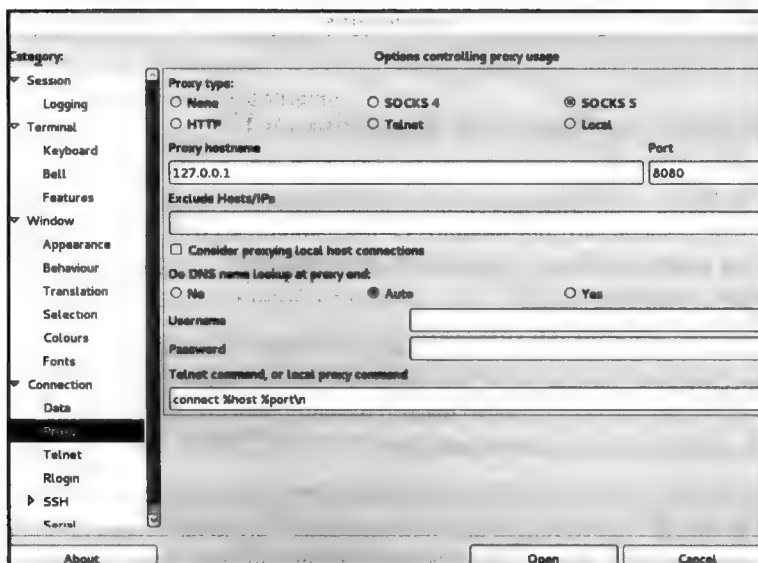 Category:
Options controlling proxy usage
Session
Logging
Terminal
Keyboard
Bell
Features
Window
Appearance
Behaviour
Translation
Selection
Colours
Fonts
Connection
Data
Proxy
Telnet
Rlogin
SSH
Serial
Proxy type:
None SOCKS 4 SOCKS 5
HTTP Telnet Local
Proxy hostname Port
127.0.0.1 8080
Exclude Hosts/IPs
Consider proxying local host connections
Do DNS name lookup at proxy end:
No Auto Yes
Username
Password
Telnet command, or local proxy command
connect %host %port\n
About Open Cancel